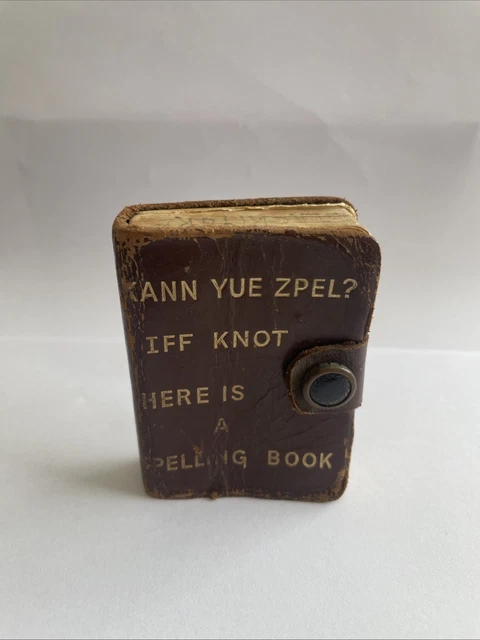 KANN YUE ZPEL?
IFF KNOT
HERE IS
A
SPELLING BOOK